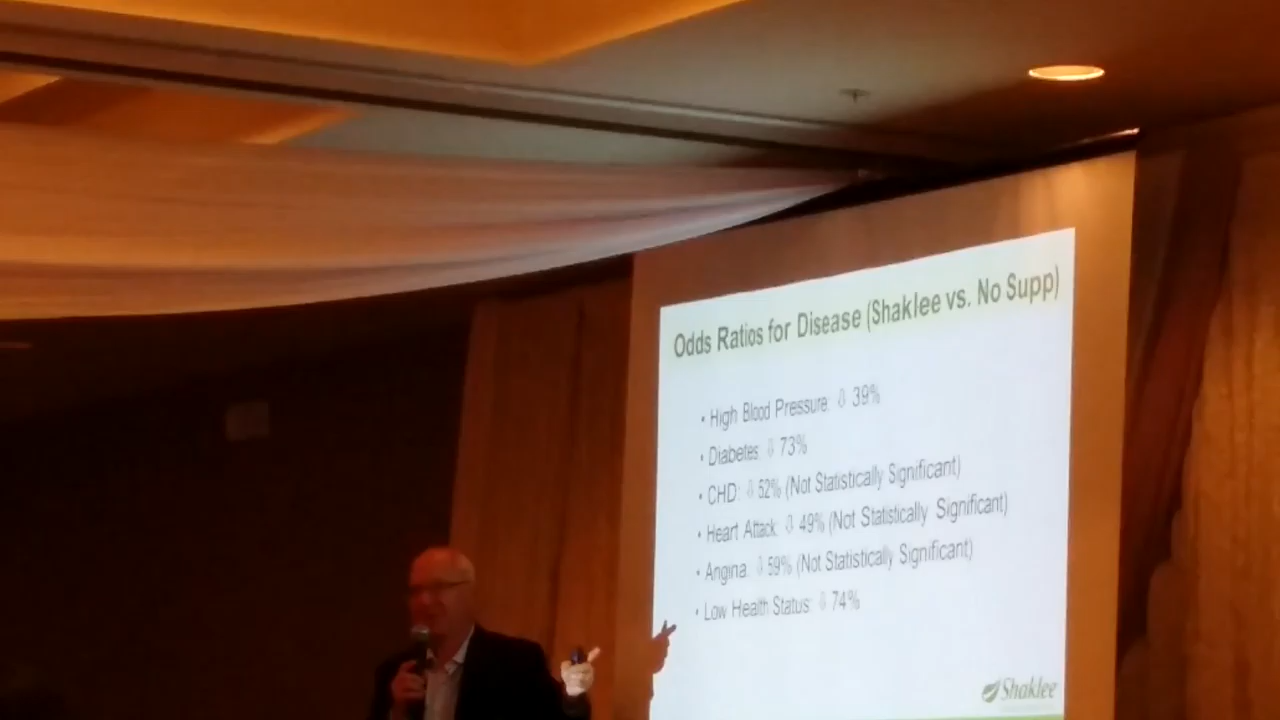 Odds Ratios for Disease (Shaklee vs. No Supp)
• High Blood Pressure: ⇩ 39%
• Diabetes: ⇩ 73%
• CHD: ⇩ 52% (Not Statistically Significant)
• Heart Attack: ⇩ 49% (Not Statistically Significant)
• Angina: ⇩ 59% (Not Statistically Significant)
• Low Health Status: ⇩ 74%
Shaklee